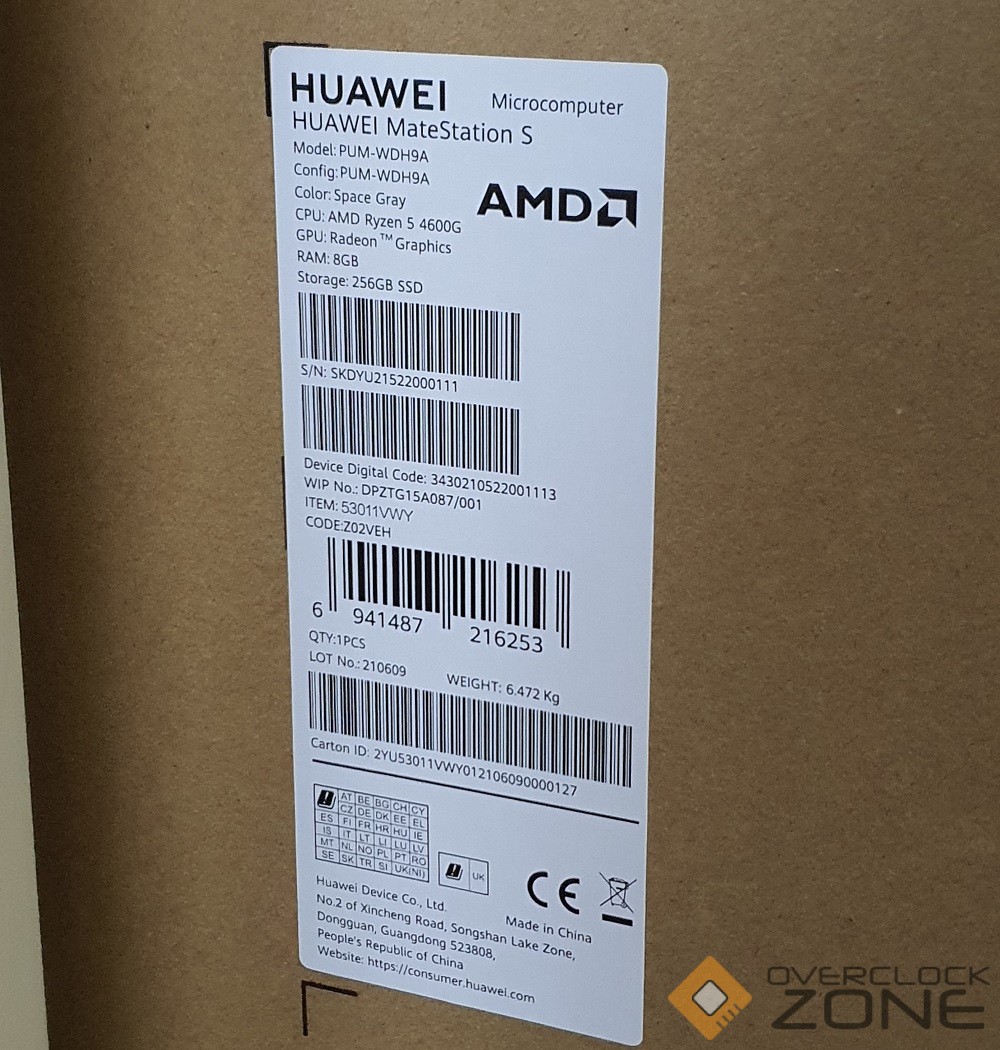 HUAWEI Microcomputer
HUAWEI MateStation S
Model: PUM-WDH9A
Config: PUM-WDH9A
Color: Space Gray
AMD
CPU: AMD Ryzen 5 4600G
GPU: Radeon™ Graphics
RAM: 8GB
Storage: 256GB SSD
S/N: SKDYU21522000111
Device Digital Code: 3430210522001113
WIP No.: DPZTG15A087/001
ITEM: 53011VWY
CODE:Z02VEH
6 941487 216253
QTY:1PCS
LOT No.: 210609 WEIGHT: 6.472 Kg
Carton ID: 2YU53011VWY012106090000127
AT BE BG CH CY
CZ DE DK EE EL
ES FI FR HR HU IE
IS IT LT LI LU LV
MT NL NO PL PT RO
SE SK TR SI UK(NI)
UK
CE
Huawei Device Co., Ltd.
Made in China
No.2 of Xincheng Road, Songshan Lake Zone,
Dongguan, Guangdong 523808,
People's Republic of China
Website: https://consumer.huawei.com
OVERCLOCK
ZONE